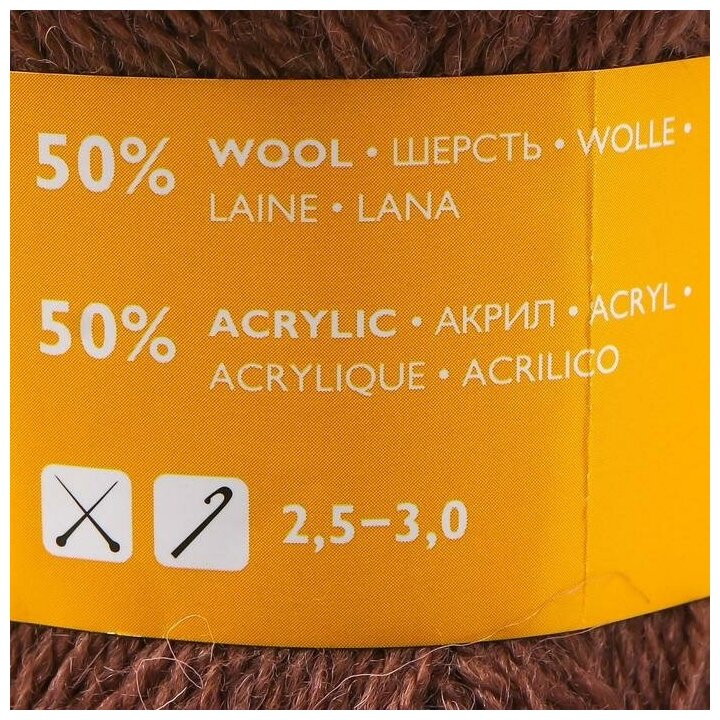 50% WOOL • ШЕРСТЬ • WOLLE •
LAINE • LANA
50% ACRYLIC • АКРИЛ • ACRYL •
ACRYLIQUE • ACRILICO
2,5–3,0